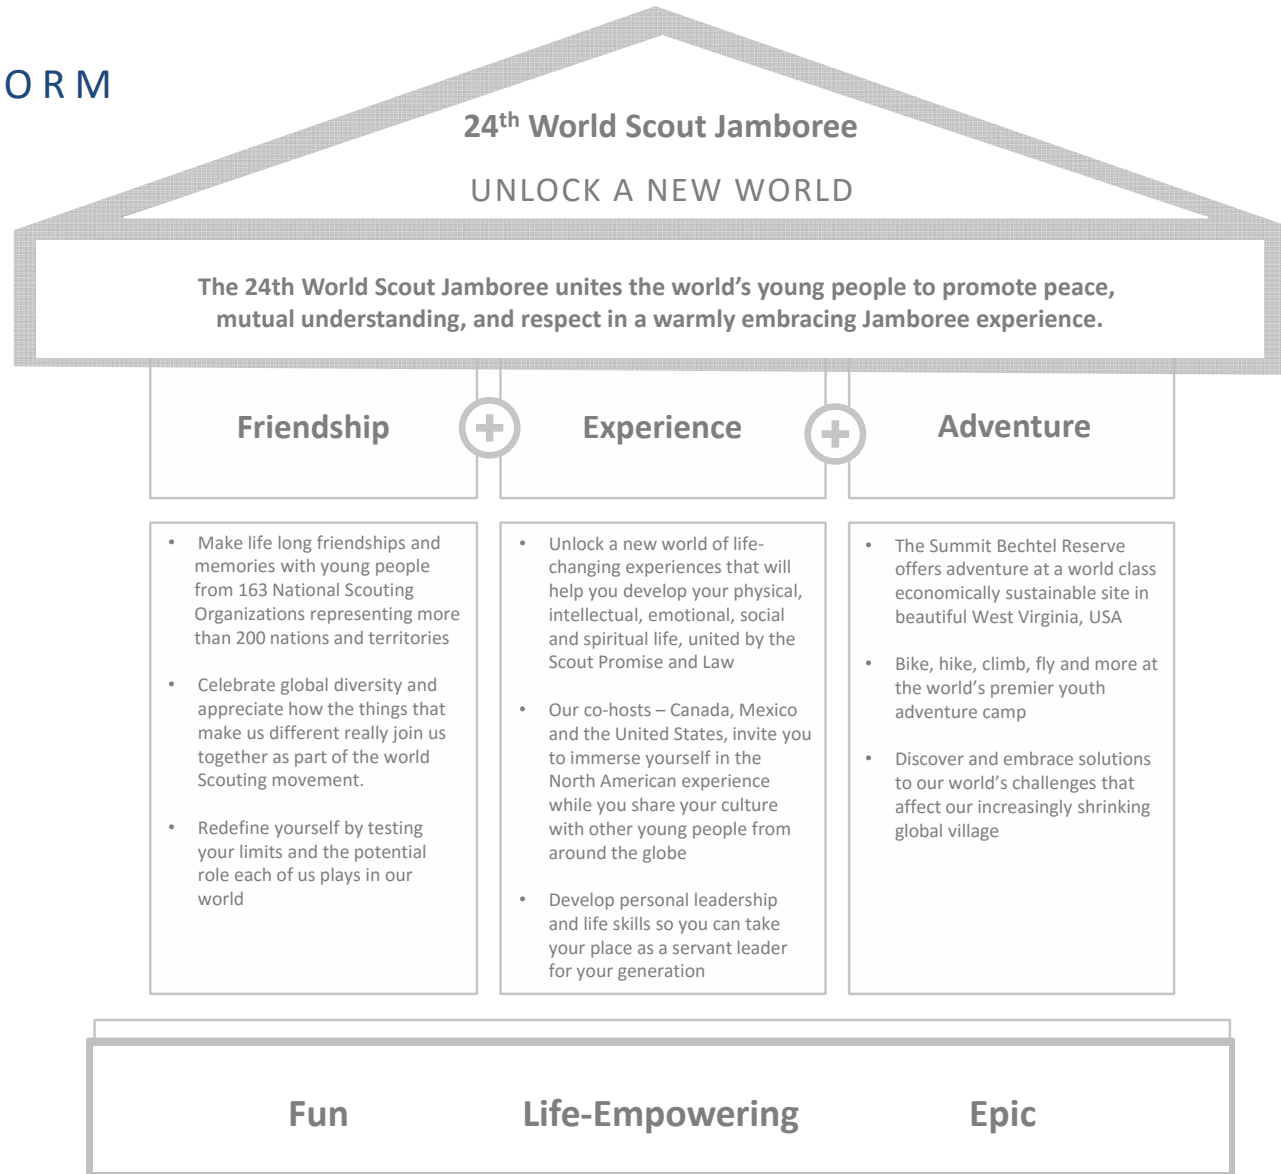 ORM
24th World Scout Jamboree
UNLOCK A NEW WORLD
The 24th World Scout Jamboree unites the world's young people to promote peace,
mutual understanding, and respect in a warmly embracing Jamboree experience.
Friendship
Experience
Adventure
• Make life long friendships and
memories with young people
from 163 National Scouting
Organizations representing more
than 200 nations and territories
• Celebrate global diversity and
appreciate how the things that
make us different really join us
together as part of the world
Scouting movement.
• Redefine yourself by testing
your limits and the potential
role each of us plays in our
world
• Unlock a new world of life-
changing experiences that will
help you develop your physical,
intellectual, emotional, social
and spiritual life, united by the
Scout Promise and Law
• Our co-hosts – Canada, Mexico
and the United States, invite you
to immerse yourself in the
North American experience
while you share your culture
with other young people from
around the globe
• Develop personal leadership
and life skills so you can take
your place as a servant leader
for your generation
• The Summit Bechtel Reserve
offers adventure at a world class
economically sustainable site in
beautiful West Virginia, USA
• Bike, hike, climb, fly and more at
the world's premier youth
adventure camp
• Discover and embrace solutions
to our world's challenges that
affect our increasingly shrinking
global village
Fun
Life-Empowering
Epic